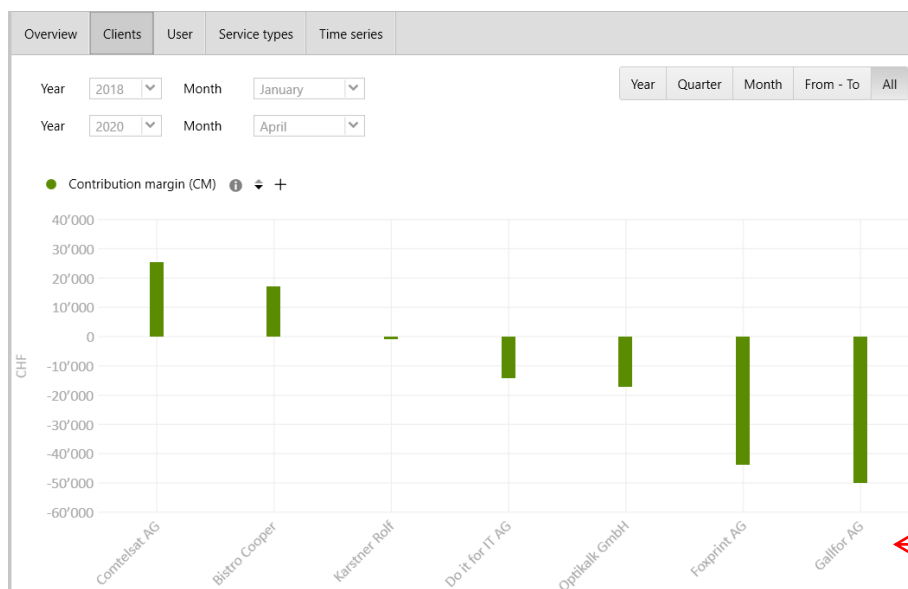 Overview Clients User Service types Time series
Year 2018 Month January Year Quarter Month From - To All
Year 2020 Month April
Contribution margin (CM)
40'000
30'000
20'000
10'000
0
-10'000
-20'000
-30'000
-40'000
-50'000
-60'000
CHF
Comtelsat AG
Bistro Cooper
Karstner Rolf
Do it for IT AG
Optikalk GmbH
Foxprint AG
Gallfor AG